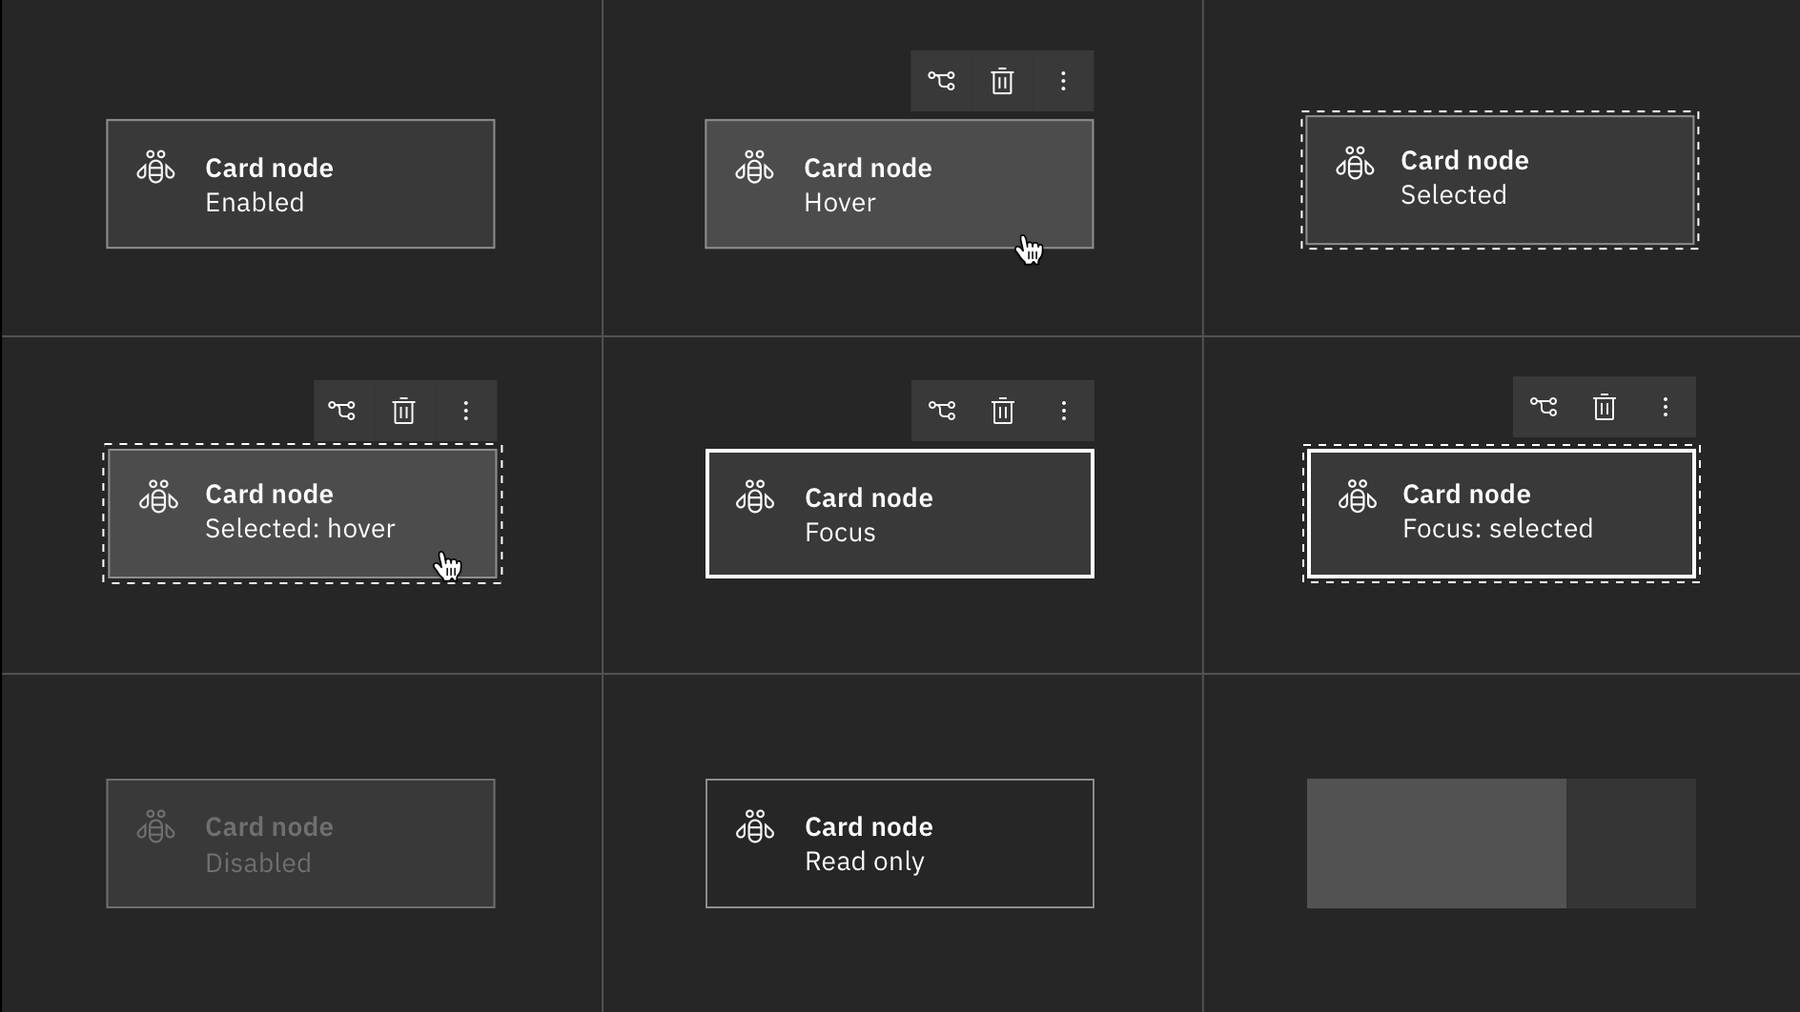 Card node
Enabled
Card node
Hover
Card node
Selected
Card node
Selected: hover
Card node
Focus
Card node
Focus: selected
Card node
Disabled
Card node
Read only